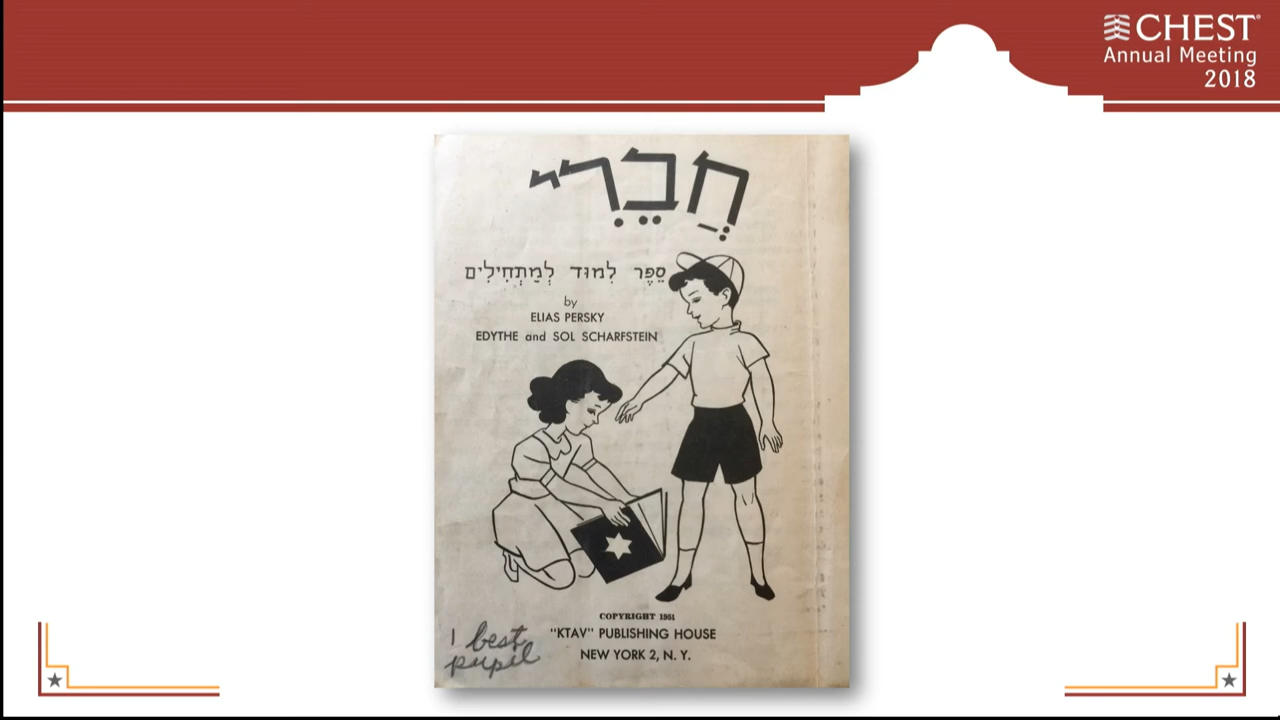 CHEST
Annual Meeting
2018
חֲבֵרִי
סֵפֶר לִמוּד לְמַתְחִילִים
by
ELIAS PERSKY
EDYTHE and SOL SCHARFSTEIN
COPYRIGHT 1951
"KTAV" PUBLISHING HOUSE
NEW YORK 2, N. Y.
1 best
pupil